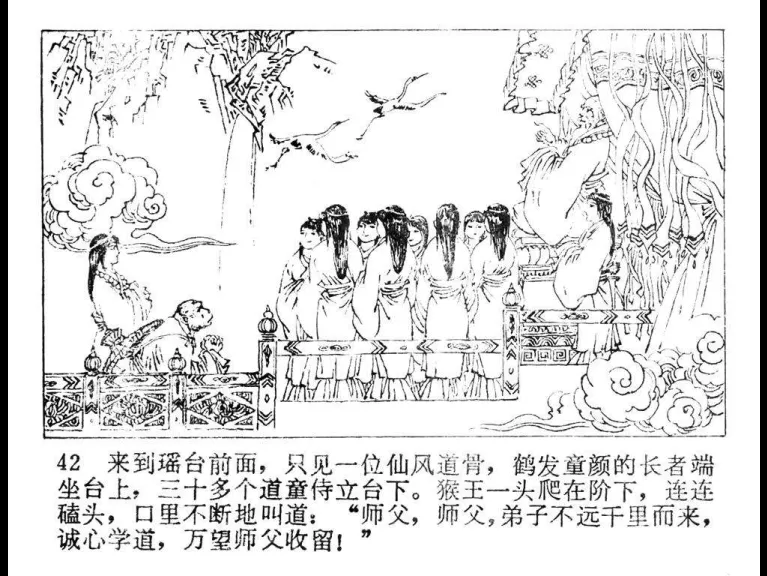 42 来到瑶台前面，只见一位仙风道骨，鹤发童颜的长者端
坐台上，三十多个道童侍立台下。猴王一头爬在阶下，连连
磕头，口里不断地叫道：“师父，师父，弟子不远千里而来，
诚心学道，万望师父收留！”